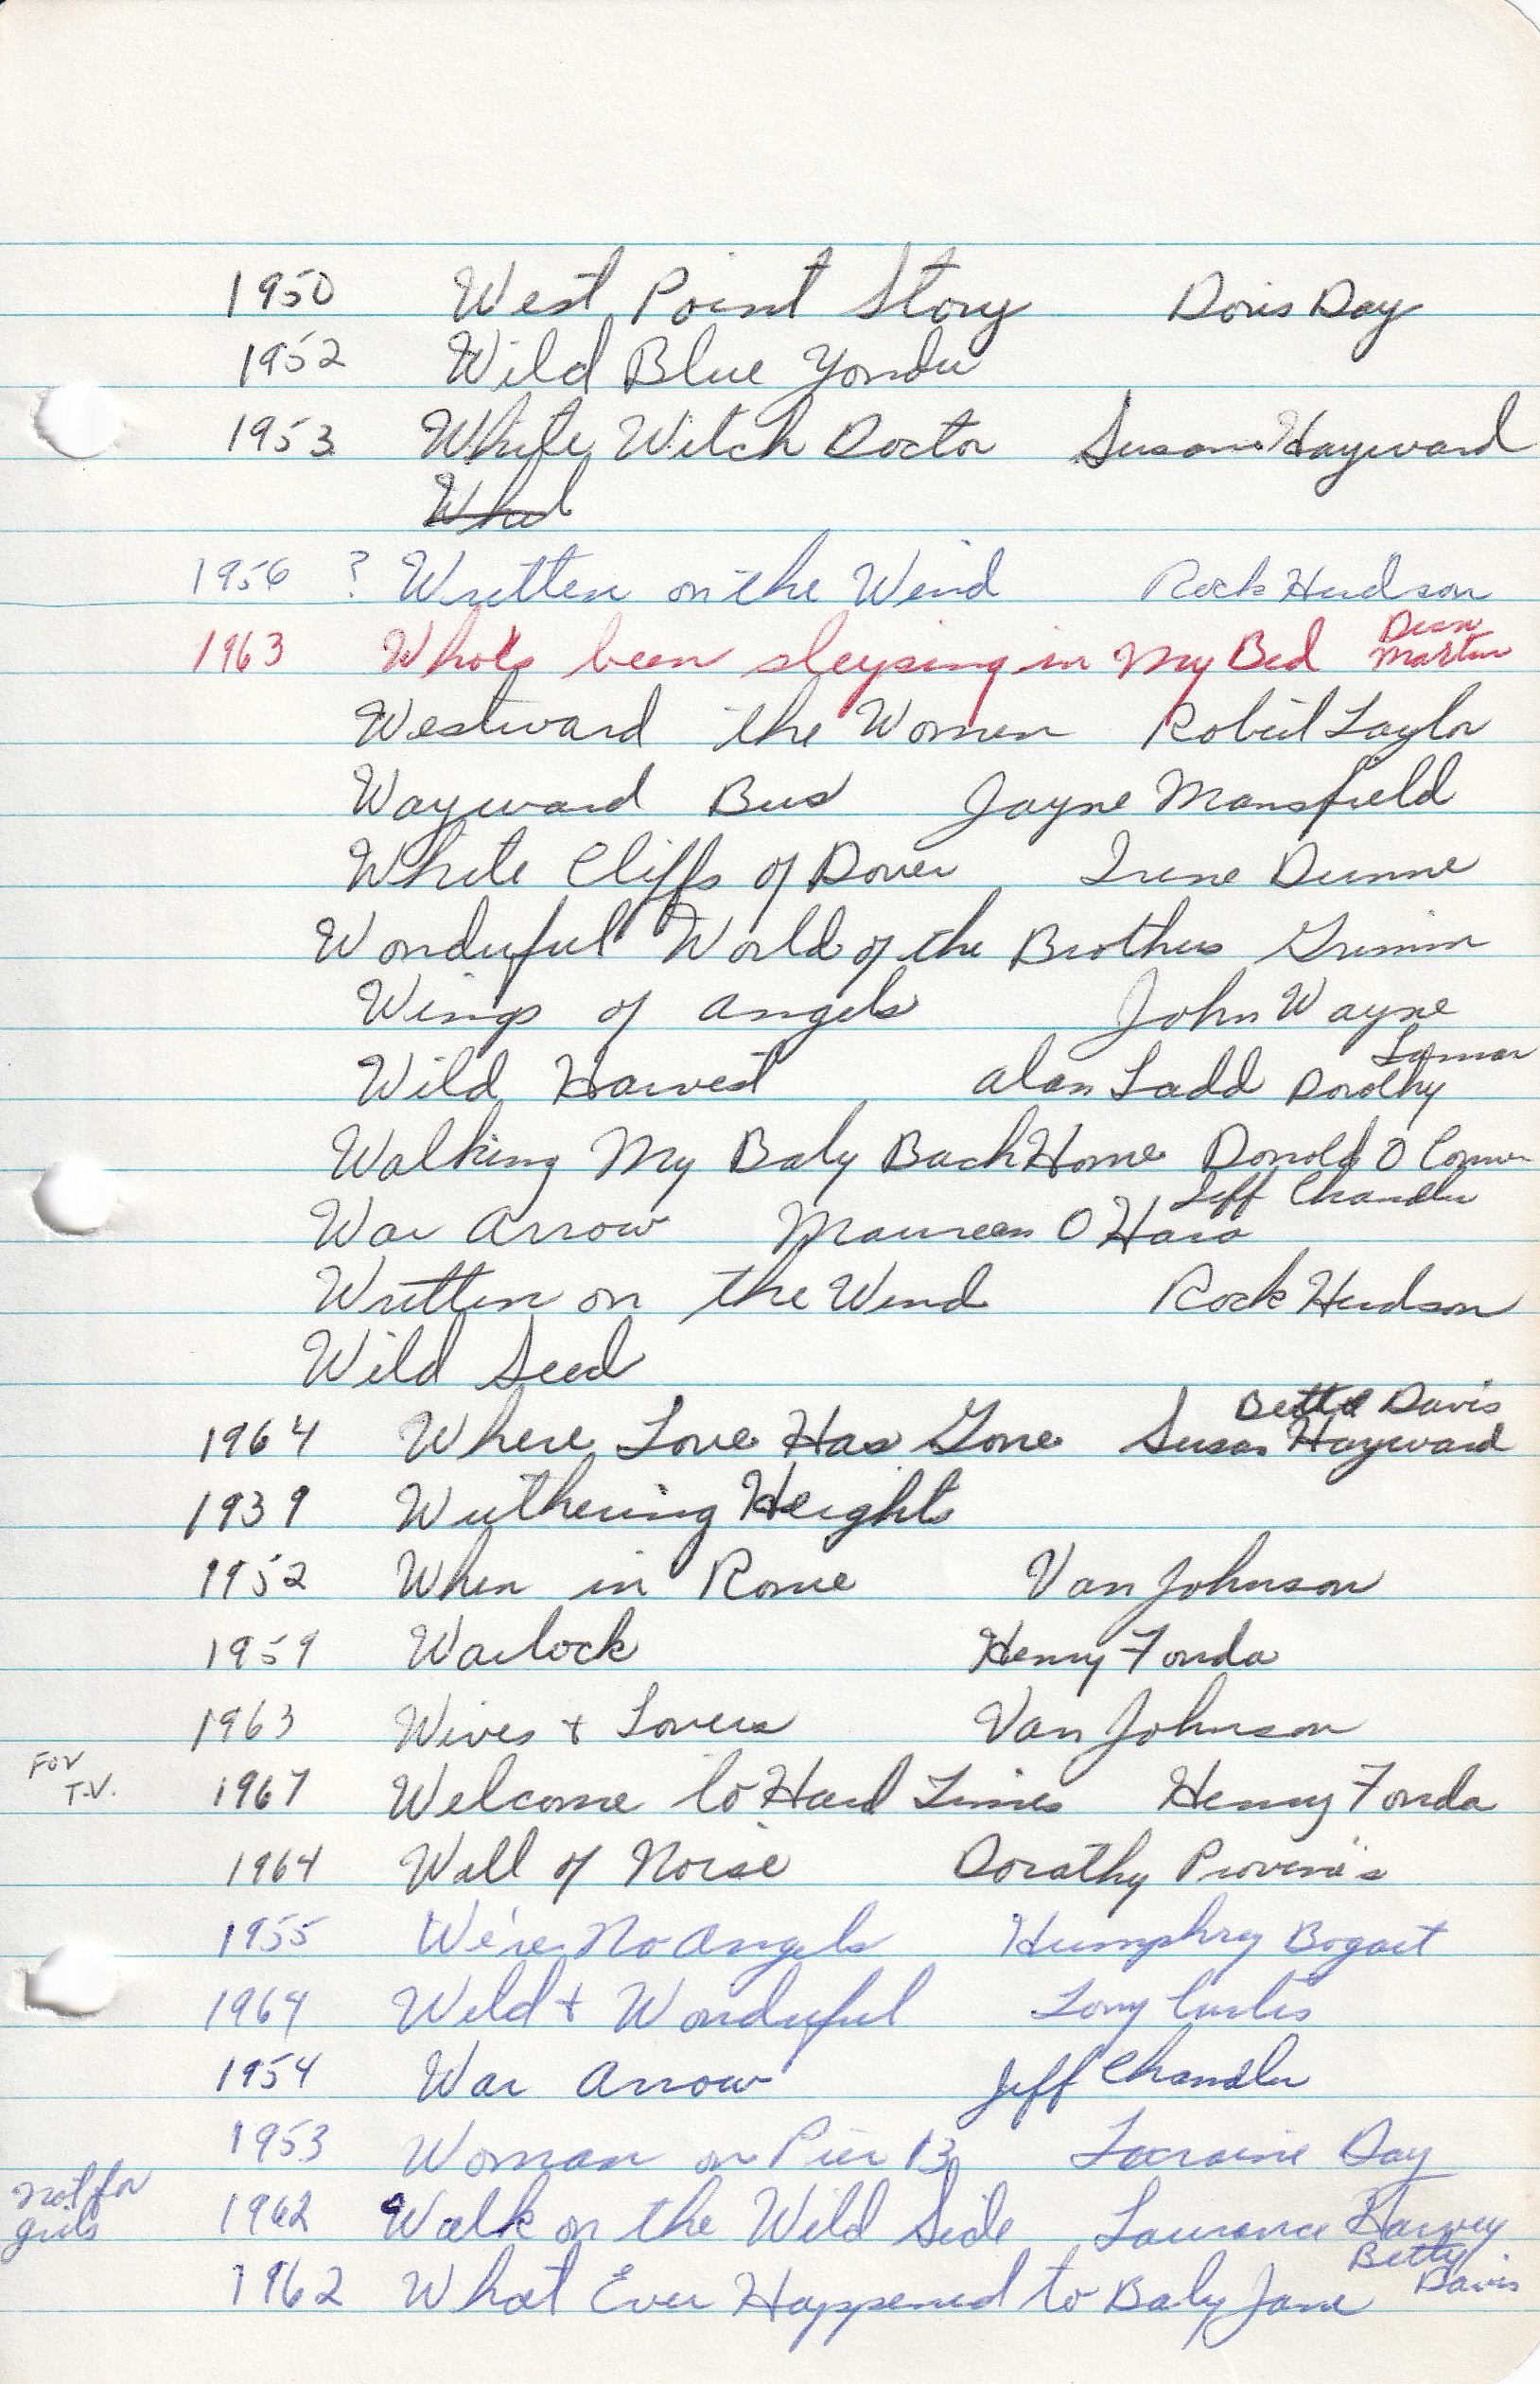 1950 West Point Story Doris Day
1952 Wild Blue Yonder
1953 White Witch Doctor Susan Hayward
Whed
1956 ? Written on the Wind Rock Hudson
1963 Who's been sleeping in My Bed Dean Martin
Westward the Women Robert Taylor
Wayward Bus Jayne Mansfield
White Cliffs of Dover Irene Dunne
Wonderful World of the Brothers Grimm
Wings of Angels John Wayne
Wild Harvest Alan Ladd Dorothy Lamar
Walking My Baby Back Home Donald O Connor
War Arrow Maureen O Hara Jeff Chandler
Written on the Wind Rock Hudson
Wild Seed
1964 Where Love Has Gone Susan Hayward Bette Davis
1939 Wuthering Heights
1952 When in Rome Van Johnson
1959 Warlock Henry Fonda
1963 Wives + Lovers Van Johnson
For T.V. 1967 Welcome to Hard Times Henry Fonda
1964 Wall of Noise Dorothy
1955 We're No Angels Humphrey Bogart
1964 Wild + Wonderful Tony Curtis
1954 War Arrow Jeff Chandler
1953 Woman on Pier 13 Lorraine Day
not for girls 1962 Walk on the Wild Side Laurence Harvey
1962 What Ever Happened to Baby Jane Betty Davis